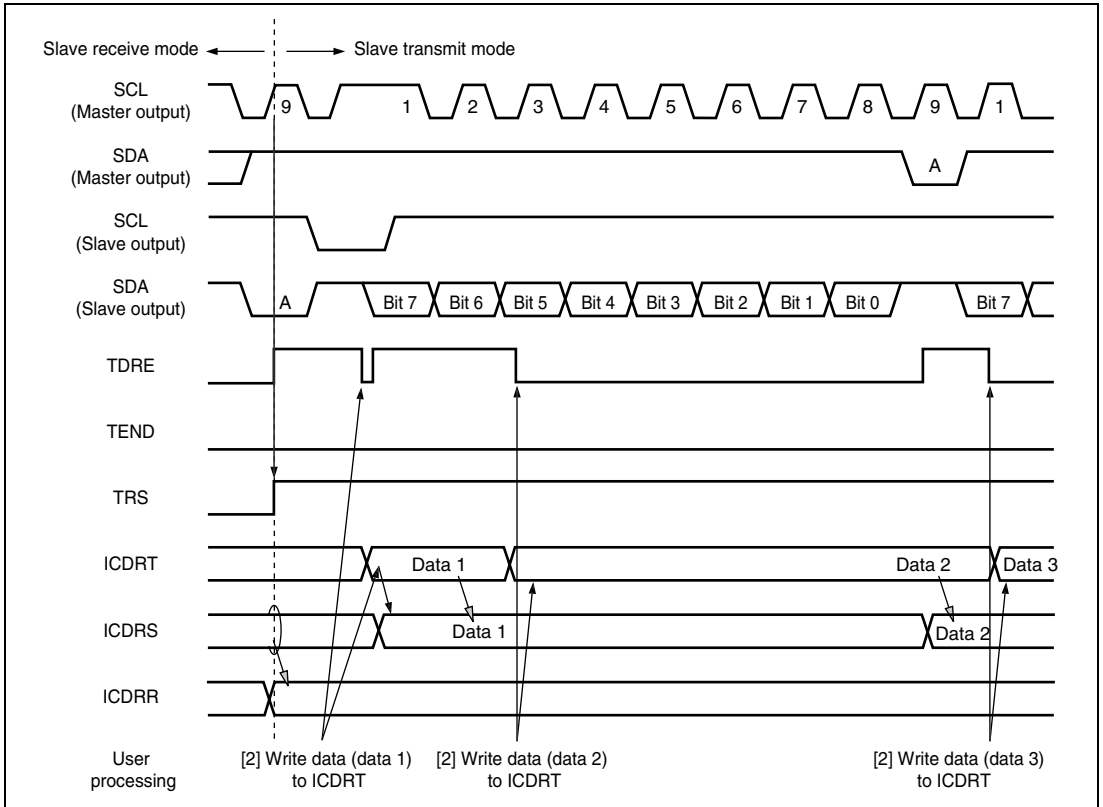 Slave receive mode
Slave transmit mode
SCL
(Master output)
9 1 2 3 4 5 6 7 8 9 1
SDA
(Master output)
A
SCL
(Slave output)
SDA
(Slave output)
A Bit 7 Bit 6 Bit 5 Bit 4 Bit 3 Bit 2 Bit 1 Bit 0 Bit 7
TDRE
TEND
TRS
ICDRT
Data 1 Data 2 Data 3
ICDRS
Data 1 Data 2
ICDRR
User
processing
[2] Write data (data 1)
to ICDRT
[2] Write data (data 2)
to ICDRT
[2] Write data (data 3)
to ICDRT